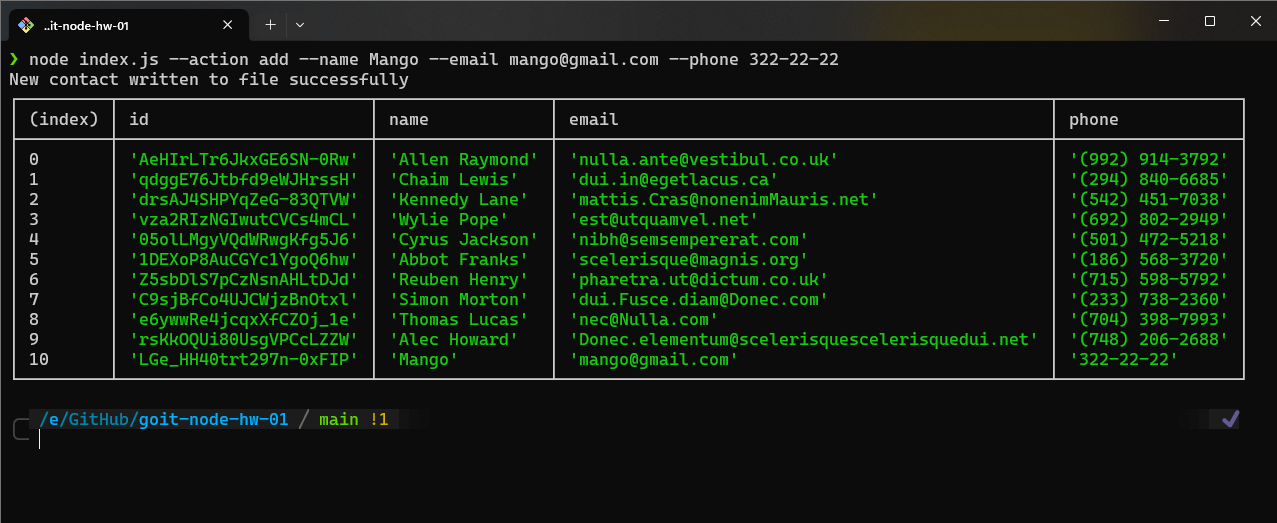 ..it-node-hw-01
❯ node index.js --action add --name Mango --email mango@gmail.com --phone 322-22-22
New contact written to file successfully
(index) id name email phone
0 'AeHIrLTr6JkxGE6SN-0Rw' 'Allen Raymond' 'nulla.ante@vestibul.co.uk' '(992) 914-3792'
1 'qdggE76Jtbfd9eWJHrssH' 'Chaim Lewis' 'dui.in@egetlacus.ca' '(294) 840-6685'
2 'drsAJ4SHPYqZeG-83QTVW' 'Kennedy Lane' 'mattis.Cras@nonenimMauris.net' '(542) 451-7038'
3 'vza2RIzNGIwutCVCs4mCL' 'Wylie Pope' 'est@utquamvel.net' '(692) 802-2949'
4 '05olLMgyVQdWRwgKfg5J6' 'Cyrus Jackson' 'nibh@semsempererat.com' '(501) 472-5218'
5 '1DEXoP8AuCGYc1YgoQ6hw' 'Abbot Franks' 'scelerisque@magnis.org' '(186) 568-3720'
6 'Z5sbDlS7pCzNsnAHLtDJd' 'Reuben Henry' 'pharetra.ut@dictum.co.uk' '(715) 598-5792'
7 'C9sjBfCo4UJCWjzBnOtxl' 'Simon Morton' 'dui.Fusce.diam@Donec.com' '(233) 738-2360'
8 'e6ywwRe4jcqxXfCZOj_1e' 'Thomas Lucas' 'nec@Nulla.com' '(704) 398-7993'
9 'rsKkOQUi80UsgVPCcLZZW' 'Alec Howard' 'Donec.elementum@scelerisquescelerisquedui.net' '(748) 206-2688'
10 'LGe_HH40trt297n-0xFIP' 'Mango' 'mango@gmail.com' '322-22-22'
/e/GitHub/goit-node-hw-01 / main !1